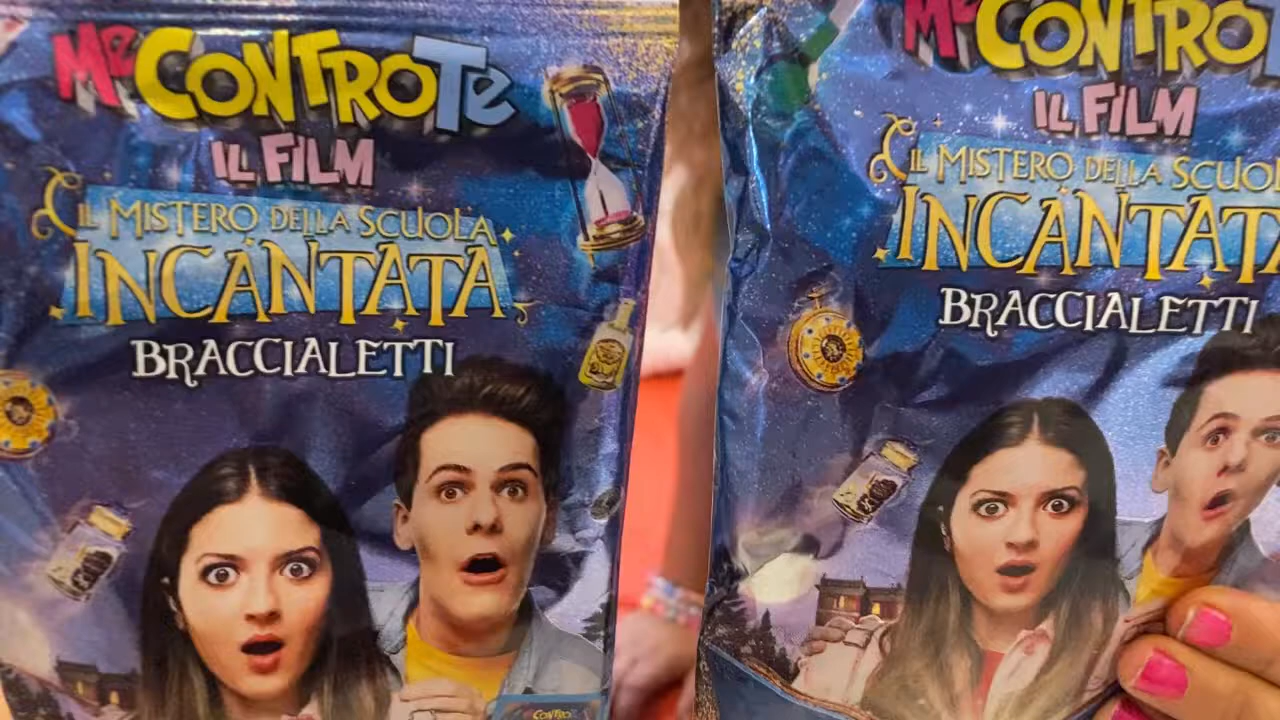 Me CONTRO Te
IL FILM
IL MISTERO DELLA SCUOLA
INCANTATA
BRACCIALETTI
CONTRO
Me CONTRO
IL FILM
IL MISTERO DELLA
INCANTATA
BRACCIALETTI